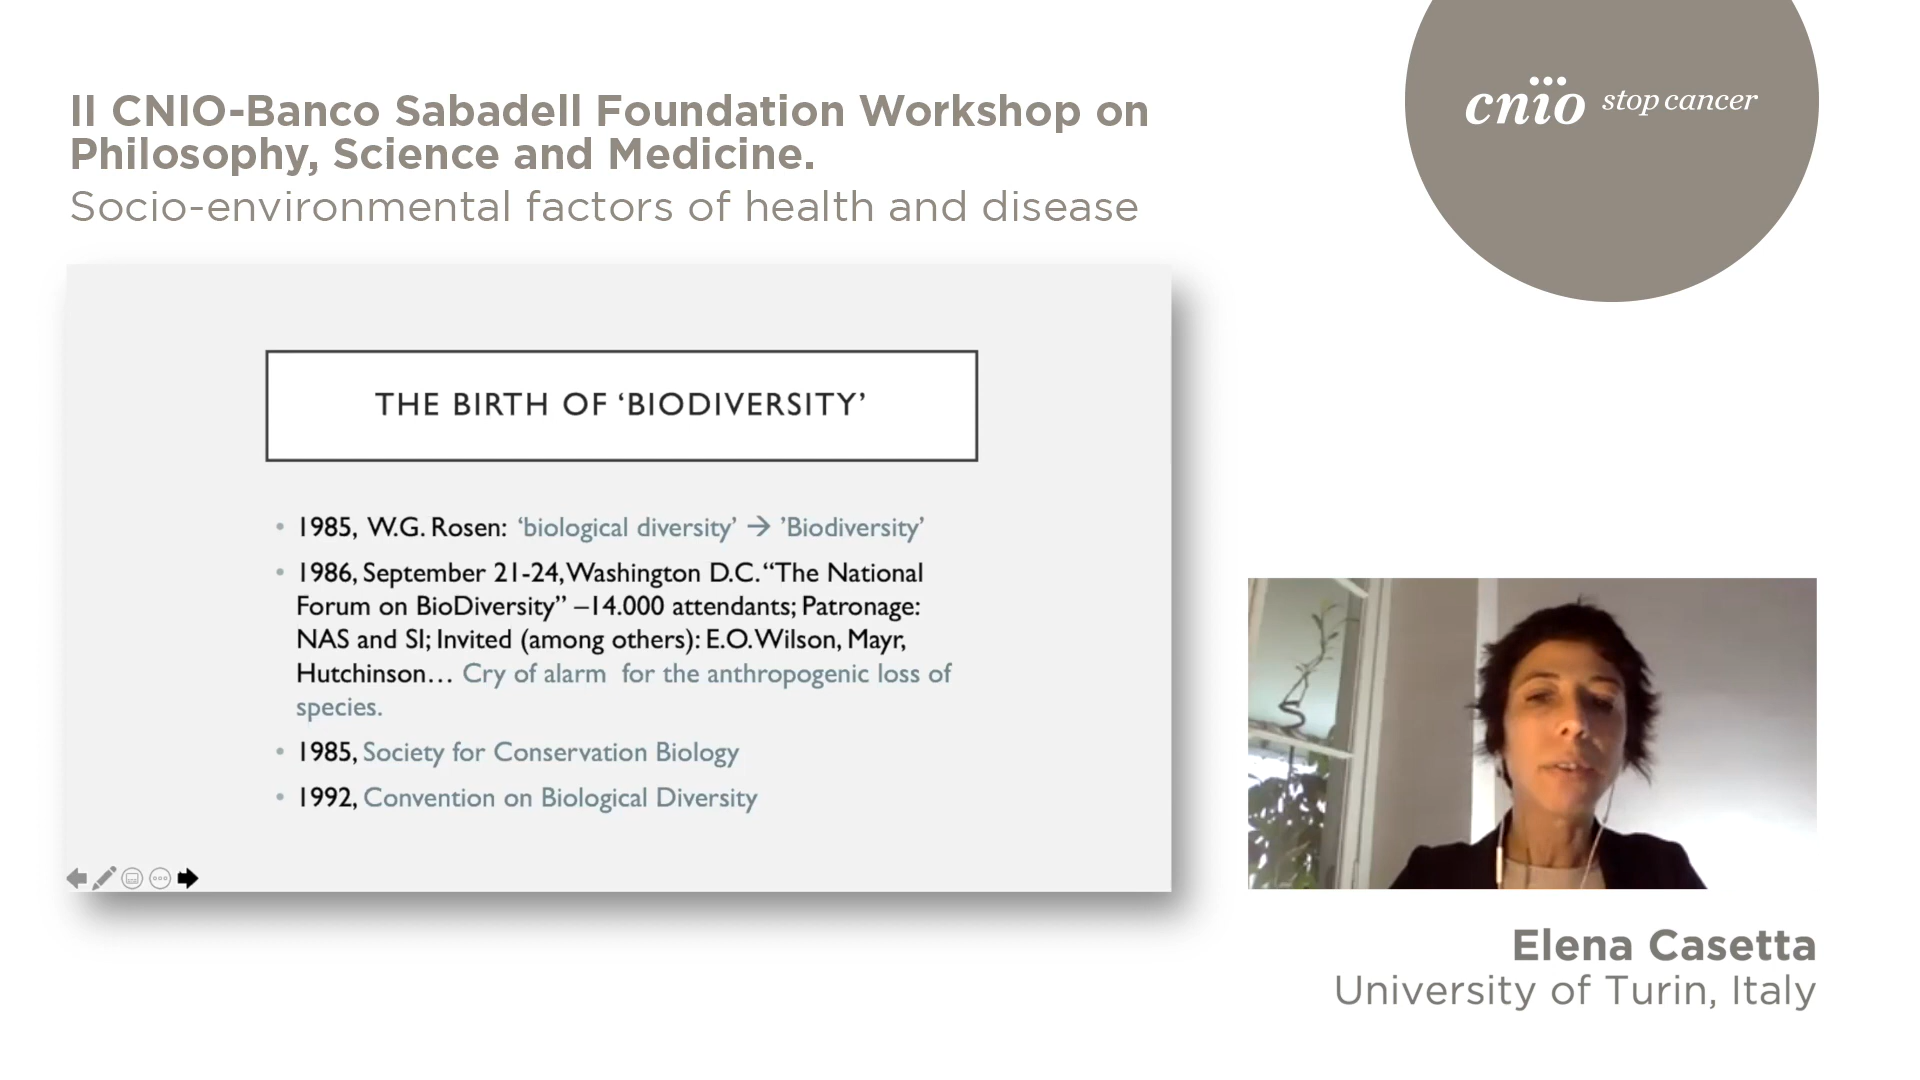 II CNIO-Banco Sabadell Foundation Workshop on
Philosophy, Science and Medicine.
Socio-environmental factors of health and disease
cnio stop cancer
THE BIRTH OF ‘BIODIVERSITY’
• 1985, W.G. Rosen: ‘biological diversity’ → ’Biodiversity’
• 1986, September 21-24, Washington D.C. “The National
Forum on BioDiversity” –14.000 attendants; Patronage:
NAS and SI; Invited (among others): E.O. Wilson, Mayr,
Hutchinson… Cry of alarm for the anthropogenic loss of
species.
• 1985, Society for Conservation Biology
• 1992, Convention on Biological Diversity
Elena Casetta
University of Turin, Italy